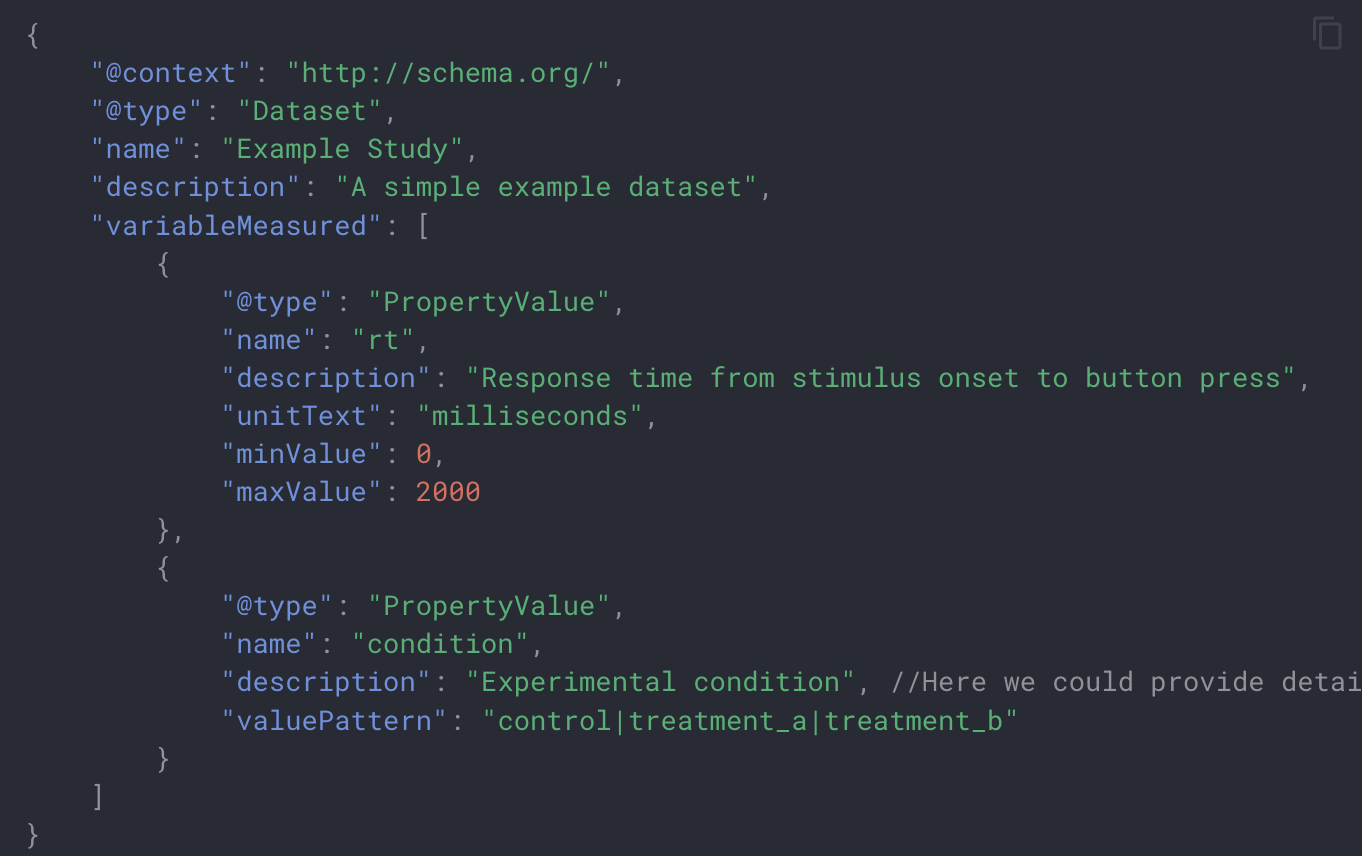 {
    "@context": "http://schema.org/",
    "@type": "Dataset",
    "name": "Example Study",
    "description": "A simple example dataset",
    "variableMeasured": [
        {
            "@type": "PropertyValue",
            "name": "rt",
            "description": "Response time from stimulus onset to button press",
            "unitText": "milliseconds",
            "minValue": 0,
            "maxValue": 2000
        },
        {
            "@type": "PropertyValue",
            "name": "condition",
            "description": "Experimental condition", //Here we could provide detai
            "valuePattern": "control|treatment_a|treatment_b"
        }
    ]
}